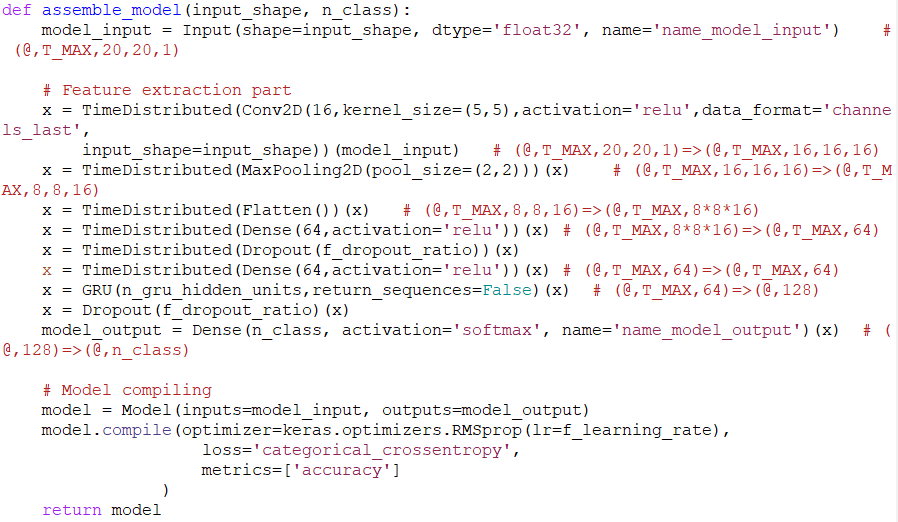 def assemble_model(input_shape, n_class):
    model_input = Input(shape=input_shape, dtype='float32', name='name_model_input')    #
 (@,T_MAX,20,20,1)

    # Feature extraction part
    x = TimeDistributed(Conv2D(16,kernel_size=(5,5),activation='relu',data_format='channe
ls_last',
        input_shape=input_shape))(model_input)   # (@,T_MAX,20,20,1)=>(@,T_MAX,16,16,16)
    x = TimeDistributed(MaxPooling2D(pool_size=(2,2)))(x)    # (@,T_MAX,16,16,16)=>(@,T_M
AX,8,8,16)
    x = TimeDistributed(Flatten())(x)   # (@,T_MAX,8,8,16)=>(@,T_MAX,8*8*16)
    x = TimeDistributed(Dense(64,activation='relu'))(x) # (@,T_MAX,8*8*16)=>(@,T_MAX,64)
    x = TimeDistributed(Dropout(f_dropout_ratio))(x)
    x = TimeDistributed(Dense(64,activation='relu'))(x) # (@,T_MAX,64)=>(@,T_MAX,64)
    x = GRU(n_gru_hidden_units,return_sequences=False)(x)  # (@,T_MAX,64)=>(@,128)
    x = Dropout(f_dropout_ratio)(x)
    model_output = Dense(n_class, activation='softmax', name='name_model_output')(x)  # (
@,128)=>(@,n_class)

    # Model compiling
    model = Model(inputs=model_input, outputs=model_output)
    model.compile(optimizer=keras.optimizers.RMSprop(lr=f_learning_rate),
                    loss='categorical_crossentropy',
                    metrics=['accuracy']
                )
    return model